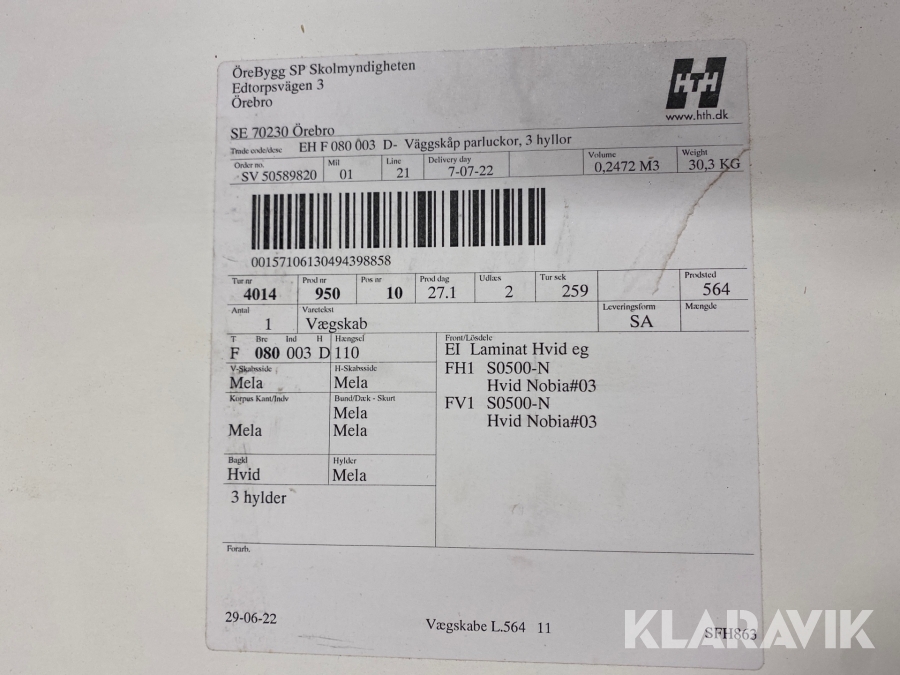 ÖreBygg SP Skolmyndigheten
Edtorpsvägen 3
Örebro
HTH
www.hth.dk
SE 70230 Örebro
Trade code/desc EH F 080 003 D- Väggskåp parluckor, 3 hyllor
Order no. Mil Line Delivery day Volume Weight
SV 50589820 01 21 7-07-22 0,2472 M3 30,3 KG
00157106130494398858
Tur nr Prod nr Pos nr Prod dag Udlæs Tur sek Prodsted
4014 950 10 27.1 2 259 564
Antal Varetekst Leveringsform Mængde
1 Vægskab SA
T Bre Ind H Hængsel Front/Lösdele
F 080 003 D 110 EI Laminat Hvid eg
V-Skabsside H-Skabsside FH1 S0500-N
Mela Mela Hvid Nobia#03
Korpus Kant/Indv Bund/Dæk - Skurt FV1 S0500-N
Mela Hvid Nobia#03
Mela Mela
Bagkl Hylder
Hvid Mela
3 hylder
Forarb.
29-06-22 Vægskabe L.564 11 SFH863
KLARAVIK